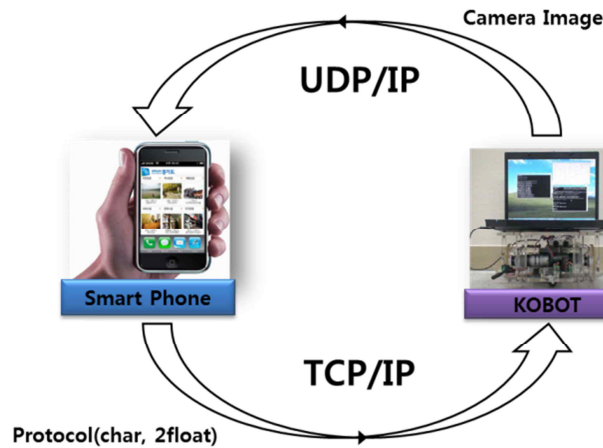 Camera Image
UDP/IP
Smart Phone
KOBOT
TCP/IP
Protocol(char, 2float)